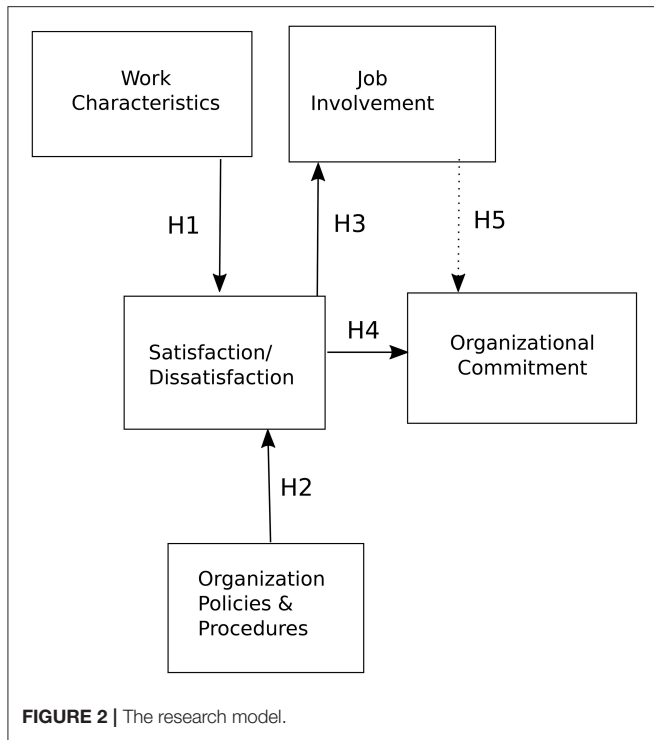 Work
Characteristics
Job
Involvement
H1
H3
H5
Satisfaction/
Dissatisfaction
H4
Organizational
Commitment
H2
Organization
Policies &
Procedures
FIGURE 2 | The research model.